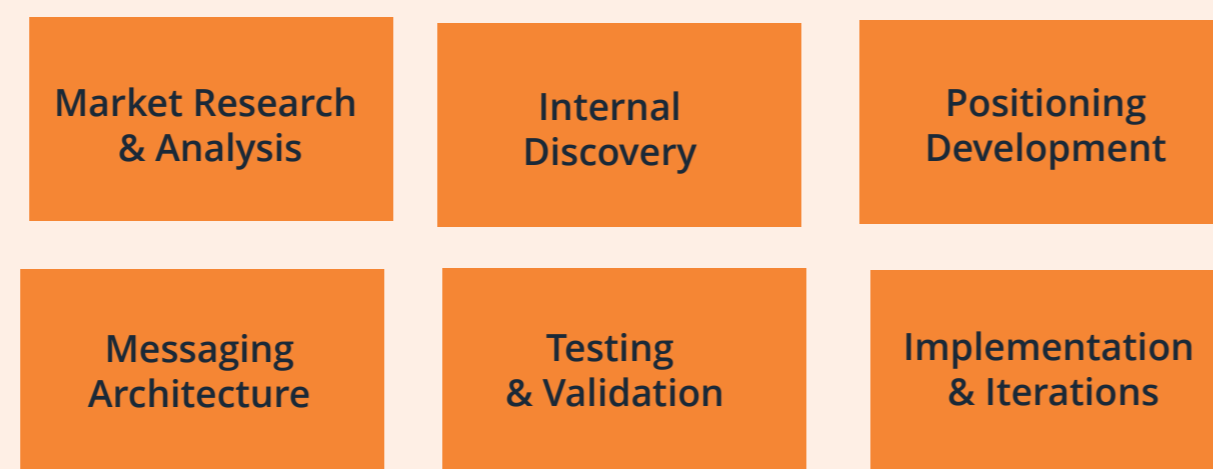 Market Research
& Analysis
Internal
Discovery
Positioning
Development
Messaging
Architecture
Testing
& Validation
Implementation
& Iterations